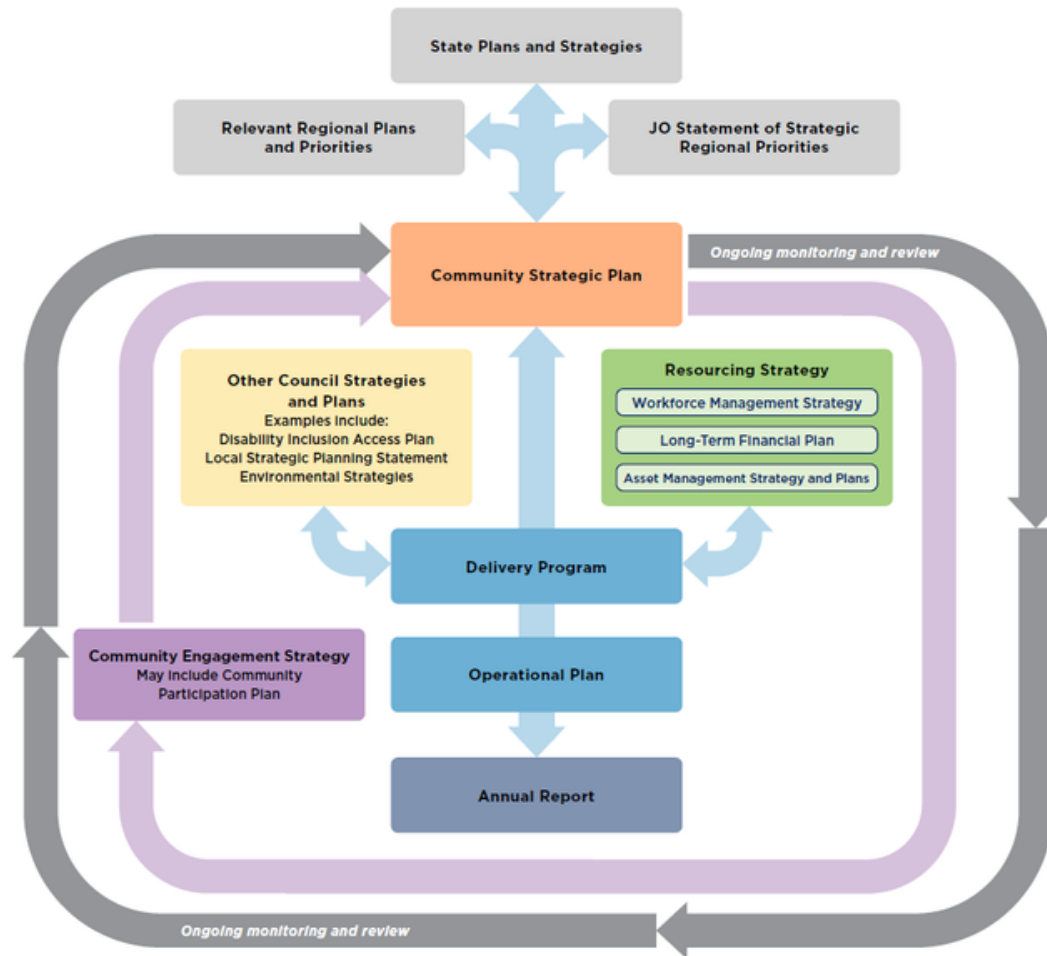 State Plans and Strategies
Relevant Regional Plans
and Priorities
JO Statement of Strategic
Regional Priorities
Community Strategic Plan
Ongoing monitoring and review
Other Council Strategies
and Plans
Examples include:
Disability Inclusion Access Plan
Local Strategic Planning Statement
Environmental Strategies
Resourcing Strategy
Workforce Management Strategy
Long-Term Financial Plan
Asset Management Strategy and Plans
Delivery Program
Community Engagement Strategy
May include Community
Participation Plan
Operational Plan
Annual Report
Ongoing monitoring and review